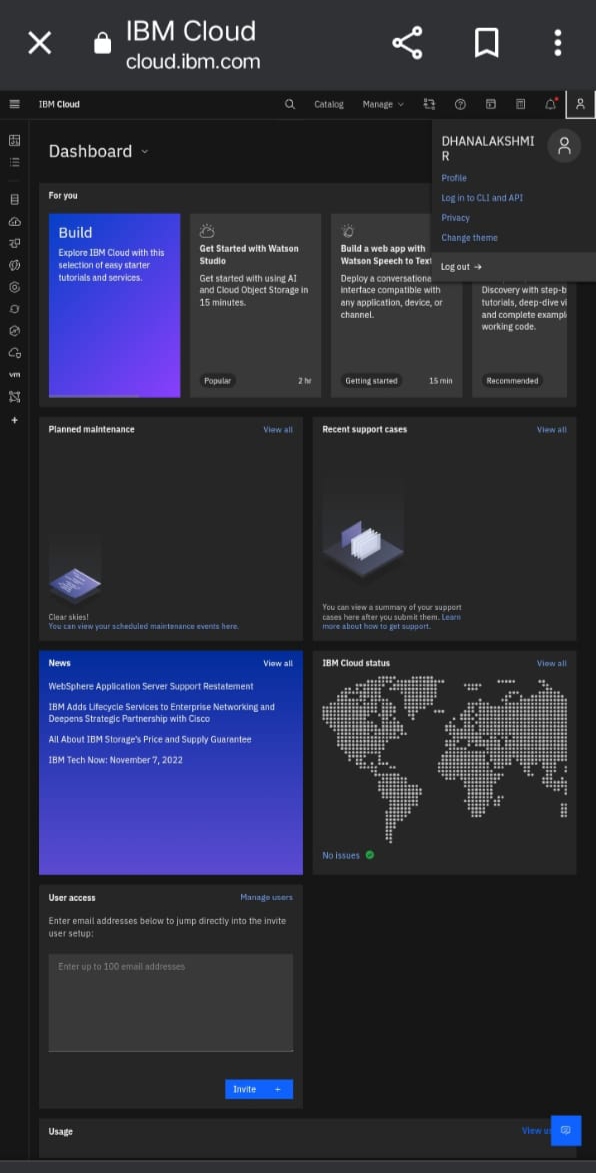 IBM Cloud
cloud.ibm.com
IBM Cloud
Catalog
Manage
Dashboard
DHANALAKSHMI
R
Profile
Log in to CLI and API
Privacy
Change theme
Log out
For you
Build
Explore IBM Cloud with this
selection of easy starter
tutorials and services.
Get Started with Watson
Studio
Get started with using AI
and Cloud Object Storage in
15 minutes.
Popular
2 hr
Build a web app with
Watson Speech to Text
Deploy a conversational
interface compatible with
any application, device, or
channel.
Getting started
15 min
Discovery with step-b
tutorials, deep-dive vi
and complete exampl
working code.
Recommended
vm
Planned maintenance
View all
Clear skies!
You can view your scheduled maintenance events here.
Recent support cases
View all
You can view a summary of your support
cases here after you submit them. Learn
more about how to get support.
News
View all
WebSphere Application Server Support Restatement
IBM Adds Lifecycle Services to Enterprise Networking and
Deepens Strategic Partnership with Cisco
All About IBM Storage's Price and Supply Guarantee
IBM Tech Now: November 7, 2022
IBM Cloud status
View all
No issues
User access
Manage users
Enter email addresses below to jump directly into the invite
user setup:
Enter up to 100 email addresses
Invite +
Usage
View